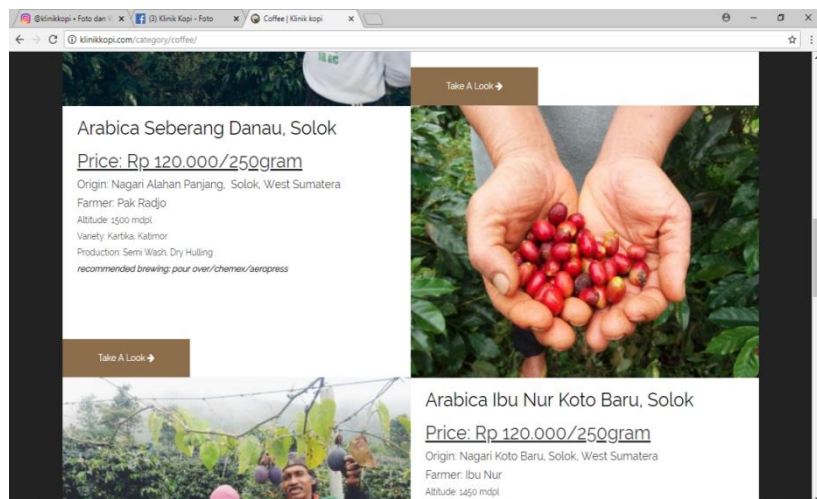 @klinikkopi • Foto dan V
(3) Klinik Kopi - Foto
Coffee | Klinik kopi
klinikkopi.com/category/coffee/
Take A Look →
Arabica Seberang Danau, Solok
Price: Rp 120.000/250gram
Origin: Nagari Alahan Panjang, Solok, West Sumatera
Farmer: Pak Radjo
Altitude: 1500 mdpl
Variety: Kartika, Katimor
Production: Semi Wash, Dry Hulling
recommended brewing: pour over/chemex/aeropress
Take A Look →
Arabica Ibu Nur Koto Baru, Solok
Price: Rp 120.000/250gram
Origin: Nagari Koto Baru, Solok, West Sumatera
Farmer: Ibu Nur
Altitude: 1450 mdpl